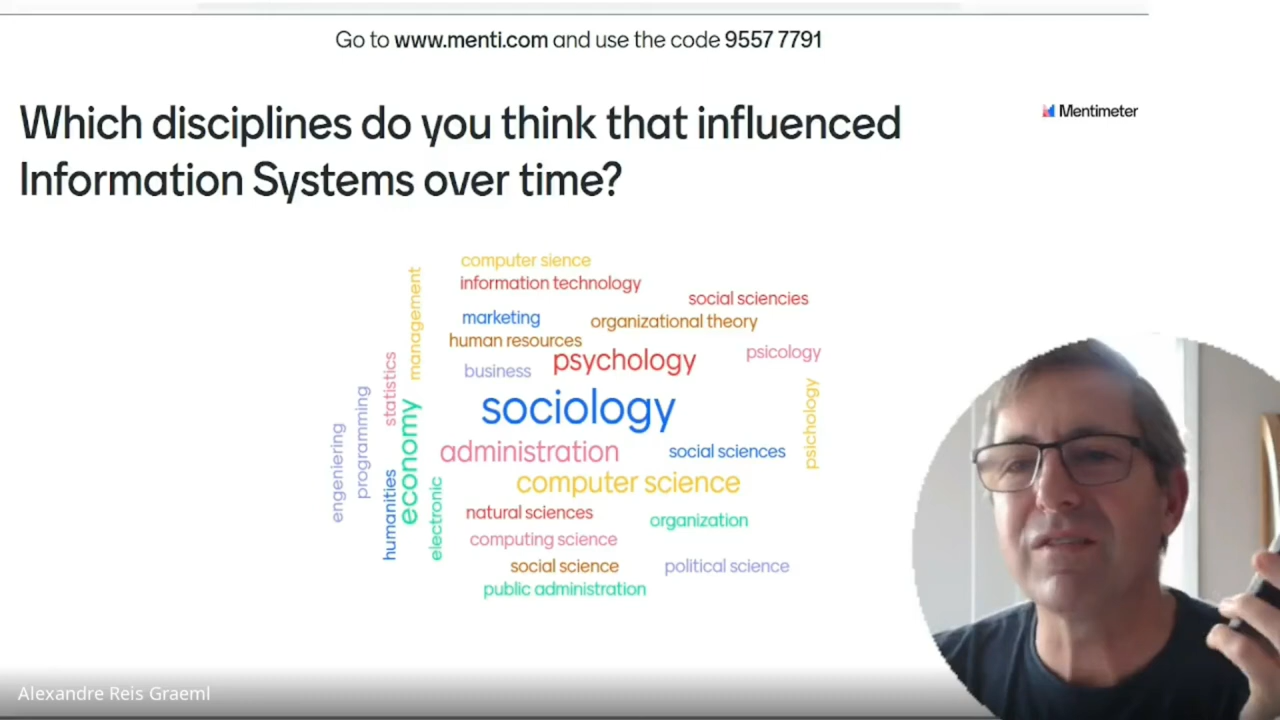 Go to www.menti.com and use the code 9557 7791
Mentimeter
Which disciplines do you think that influenced
Information Systems over time?
computer sience
information technology
social sciencies
marketing
organizational theory
human resources
psychology
psicology
business
management
statistics
sociology
psichology
programming
economy
engeniering
administration
social sciences
computer science
humanities
electronic
natural sciences
organization
computing science
social science
political science
public administration
Alexandre Reis Graeml